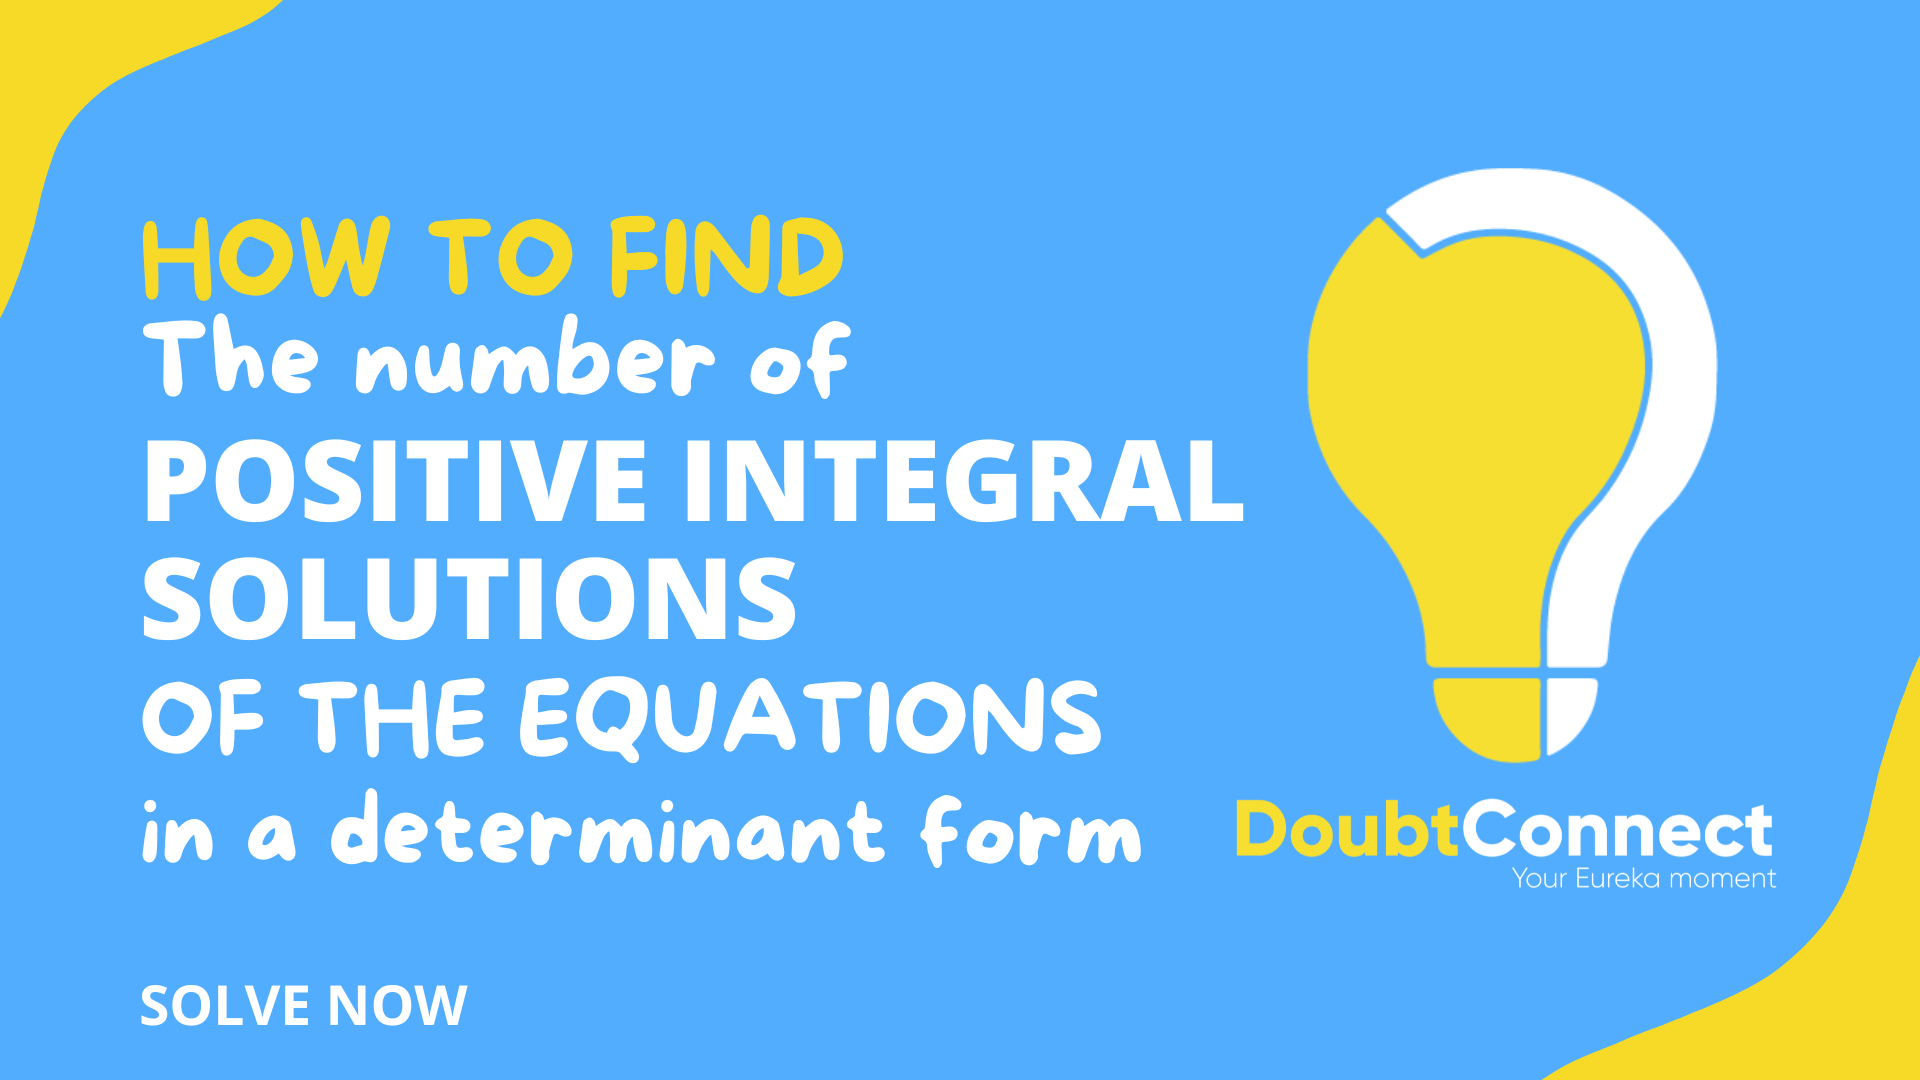 HOW TO FIND
The number of
POSITIVE INTEGRAL
SOLUTIONS
OF THE EQUATIONS
in a determinant form
DoubtConnect
Your Eureka moment
SOLVE NOW